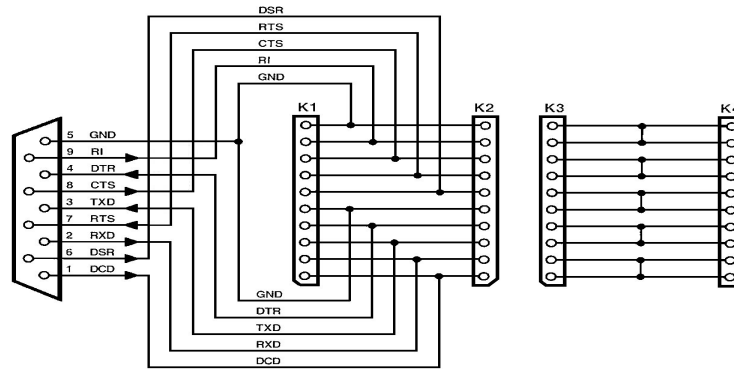 DSR
RTS
CTS
RI
GND
K1
K2
K3
K4
5 GND
9 RI
4 DTR
8 CTS
3 TXD
7 RTS
2 RXD
6 DSR
1 DCD
GND
DTR
TXD
RXD
DCD